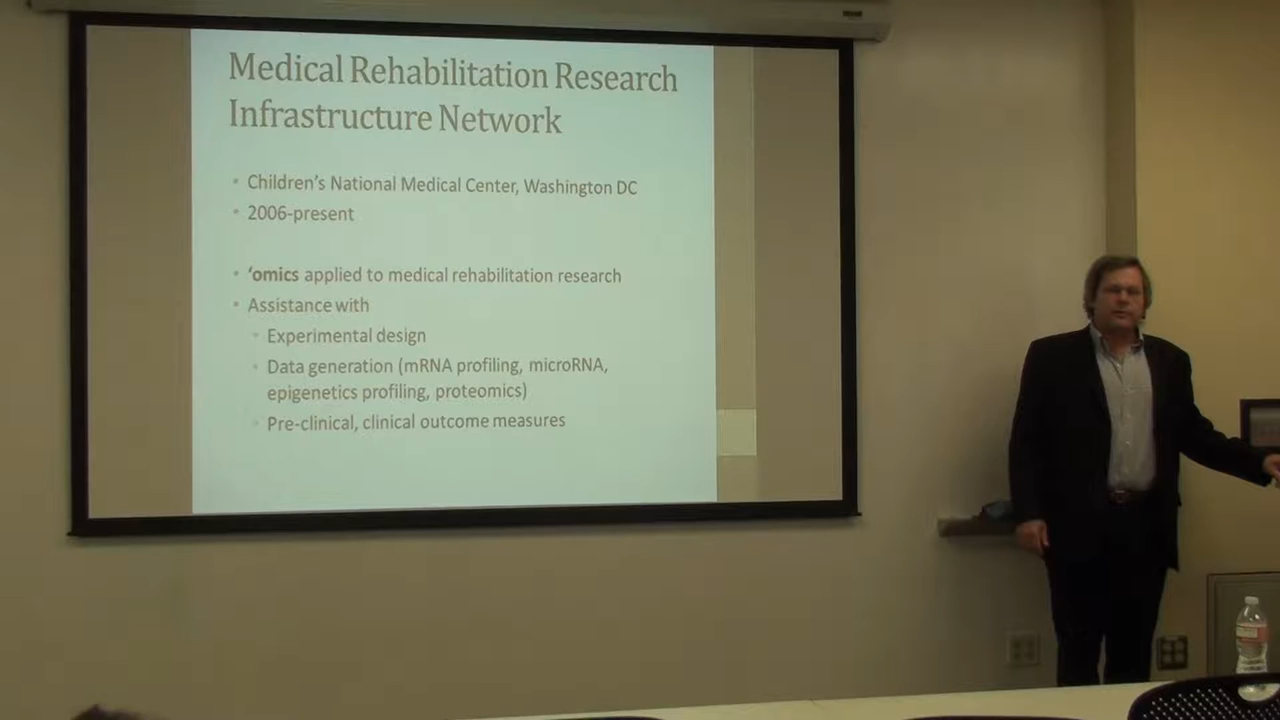 Medical Rehabilitation Research
Infrastructure Network
• Children's National Medical Center, Washington DC
• 2006-present
• 'omics applied to medical rehabilitation research
• Assistance with
• Experimental design
• Data generation (mRNA profiling, microRNA,
epigenetics profiling, proteomics)
• Pre-clinical, clinical outcome measures